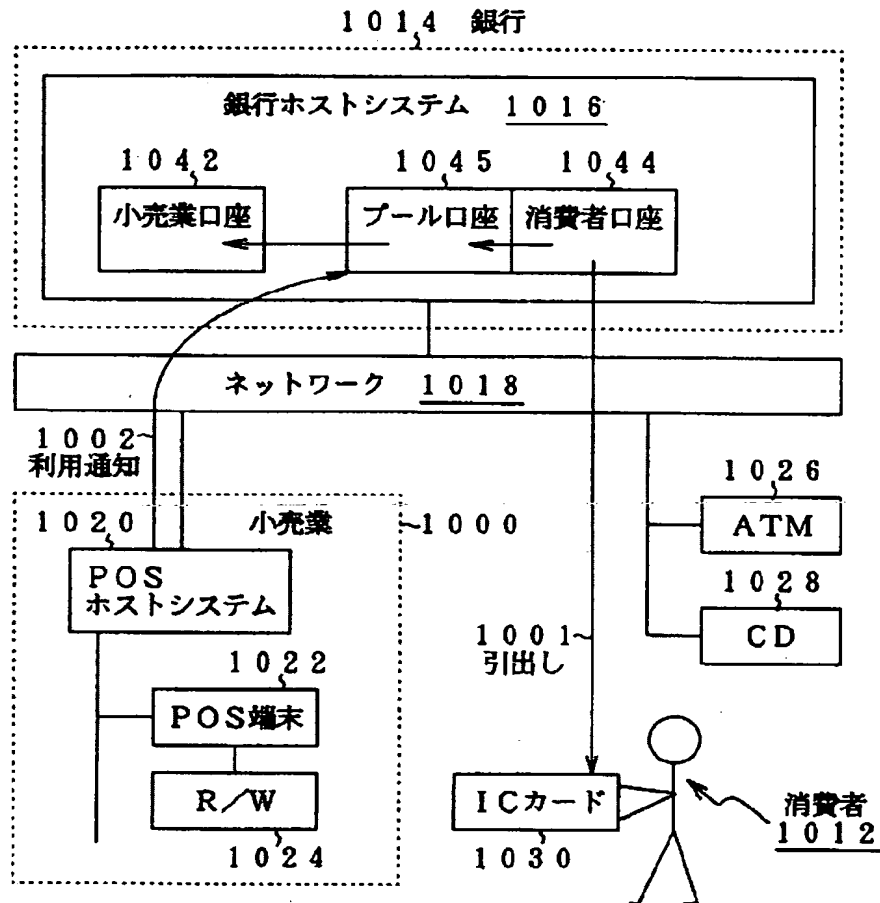 1014 銀行
銀行ホストシステム 1016
1042
1045
1044
小売業口座
プール口座
消費者口座
ネットワーク 1018
1002
利用通知
1020
小売業
1000
POS
ホストシステム
1022
POS端末
R/W
1024
1026
ATM
1028
CD
1001
引出し
ICカード
1030
消費者
1012